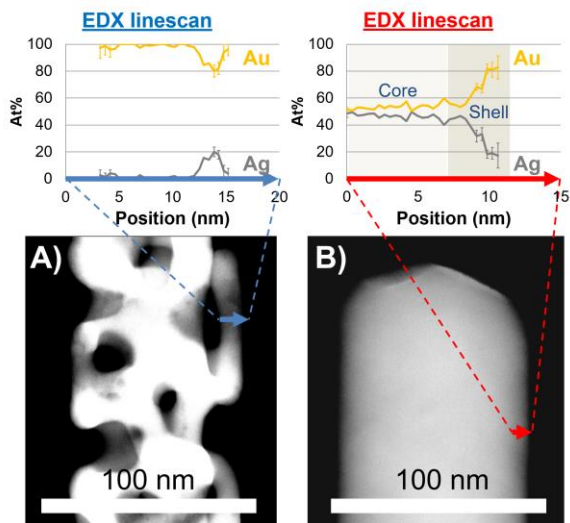 EDX linescan
EDX linescan
100
80
60
40
20
0
At%
Au
Ag
0
5
10
15
20
Position (nm)
100
80
60
40
20
0
At%
Core
Shell
Au
Ag
0
5
10
15
Position (nm)
A)
100 nm
B)
100 nm